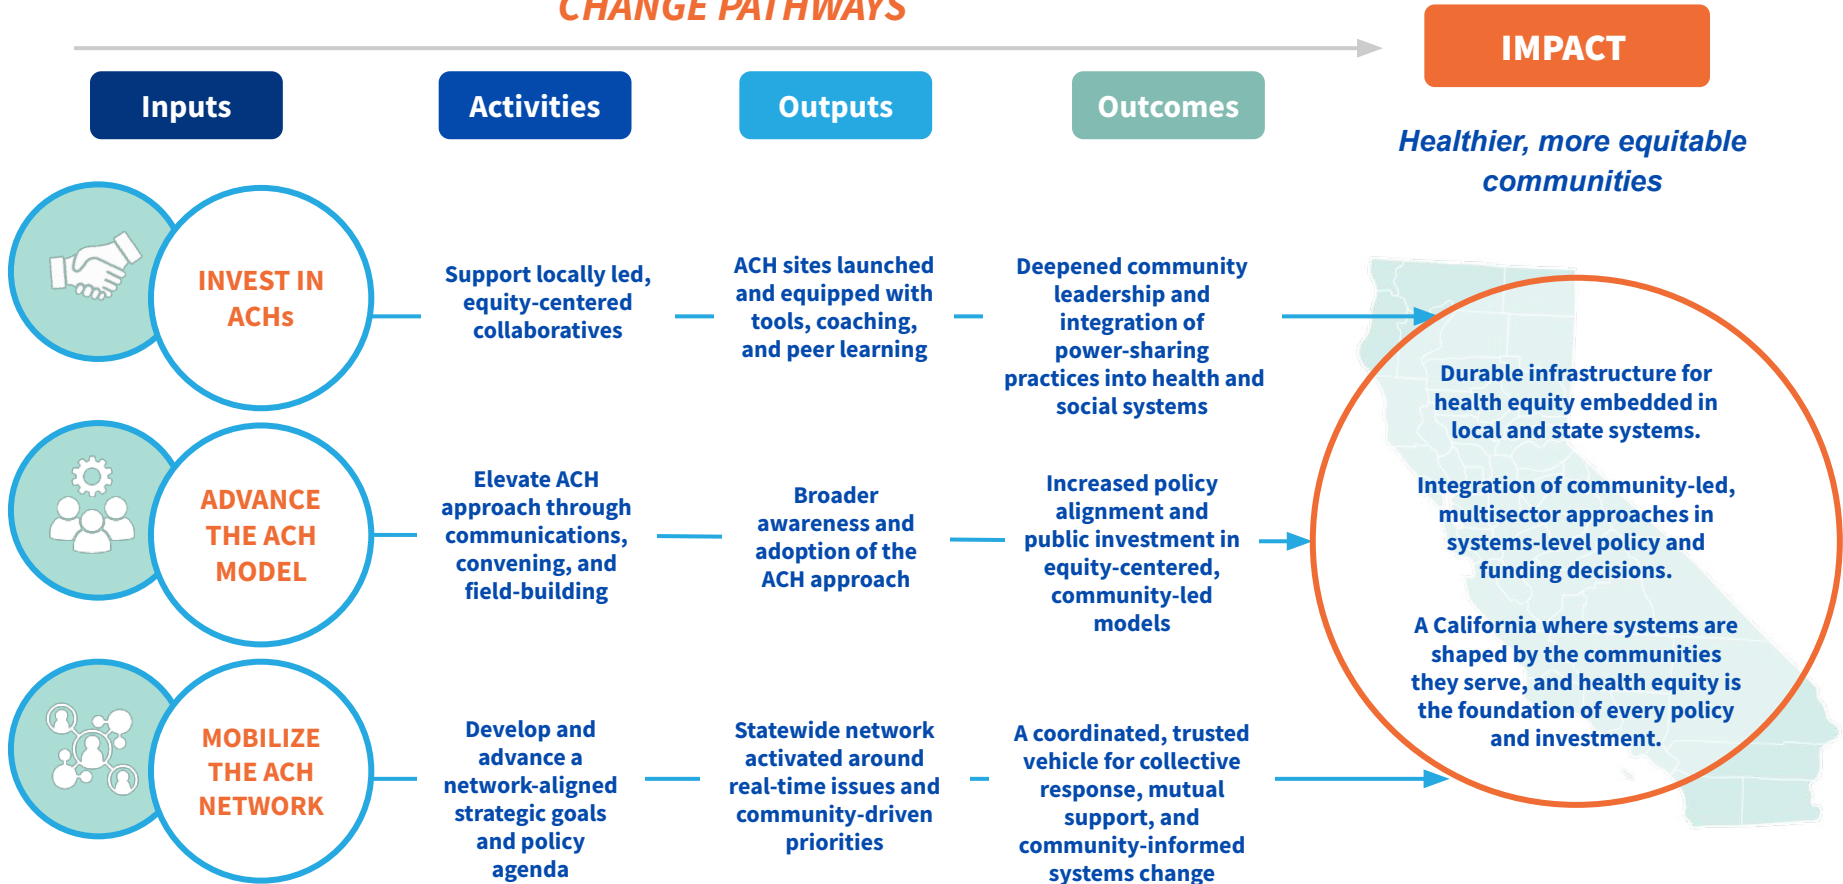 CHANGE PATHWAYS
IMPACT
Inputs
Activities
Outputs
Outcomes
Healthier, more equitable
communities
INVEST IN
ACHs
Support locally led,
equity-centered
collaboratives
ACH sites launched
and equipped with
tools, coaching,
and peer learning
Deepened community
leadership and
integration of
power-sharing
practices into health and
social systems
ADVANCE
THE ACH
MODEL
Elevate ACH
approach through
communications,
convening, and
field-building
Broader
awareness and
adoption of the
ACH approach
Increased policy
alignment and
public investment in
equity-centered,
community-led
models
MOBILIZE
THE ACH
NETWORK
Develop and
advance a
network-aligned
strategic goals
and policy
agenda
Statewide network
activated around
real-time issues and
community-driven
priorities
A coordinated, trusted
vehicle for collective
response, mutual
support, and
community-informed
systems change
Durable infrastructure for
health equity embedded in
local and state systems.
Integration of community-led,
multisector approaches in
systems-level policy and
funding decisions.
A California where systems are
shaped by the communities
they serve, and health equity is
the foundation of every policy
and investment.